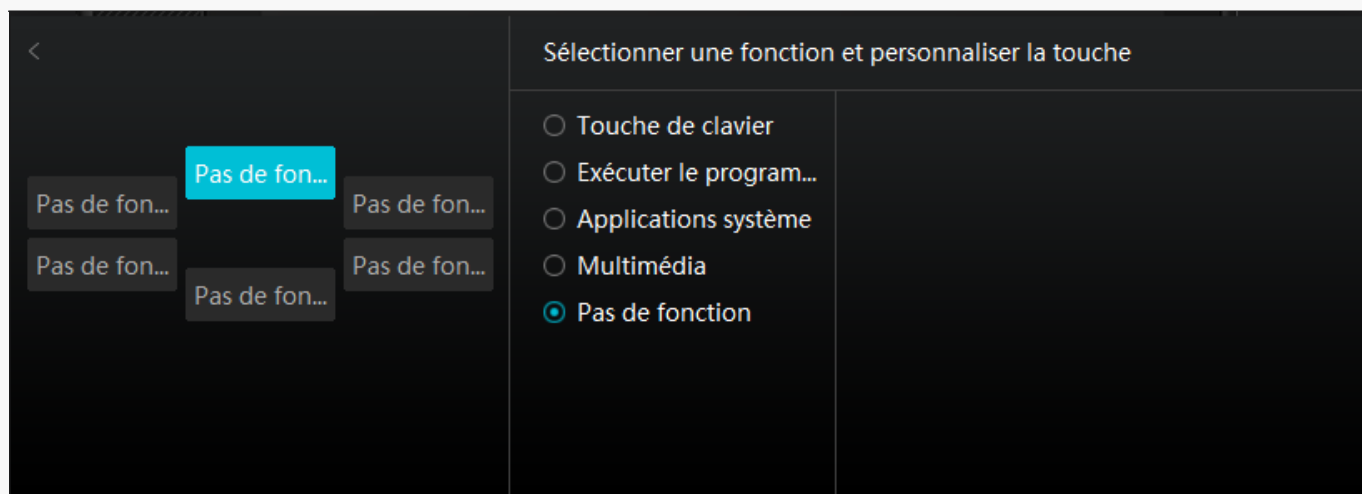 <
Sélectionner une fonction et personnaliser la touche
Pas de fon...
Pas de fon...
Pas de fon...
Pas de fon...
Pas de fon...
Pas de fon...
Touche de clavier
Exécuter le program...
Applications système
Multimédia
Pas de fonction